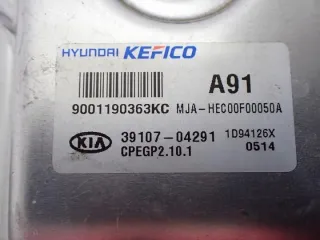 HYUNDAI KEFICO
A91
9001190363KC MJA-HEC00F00050A
KIA 39107-04291 1D94126X
CPEGP2.10.1 0514